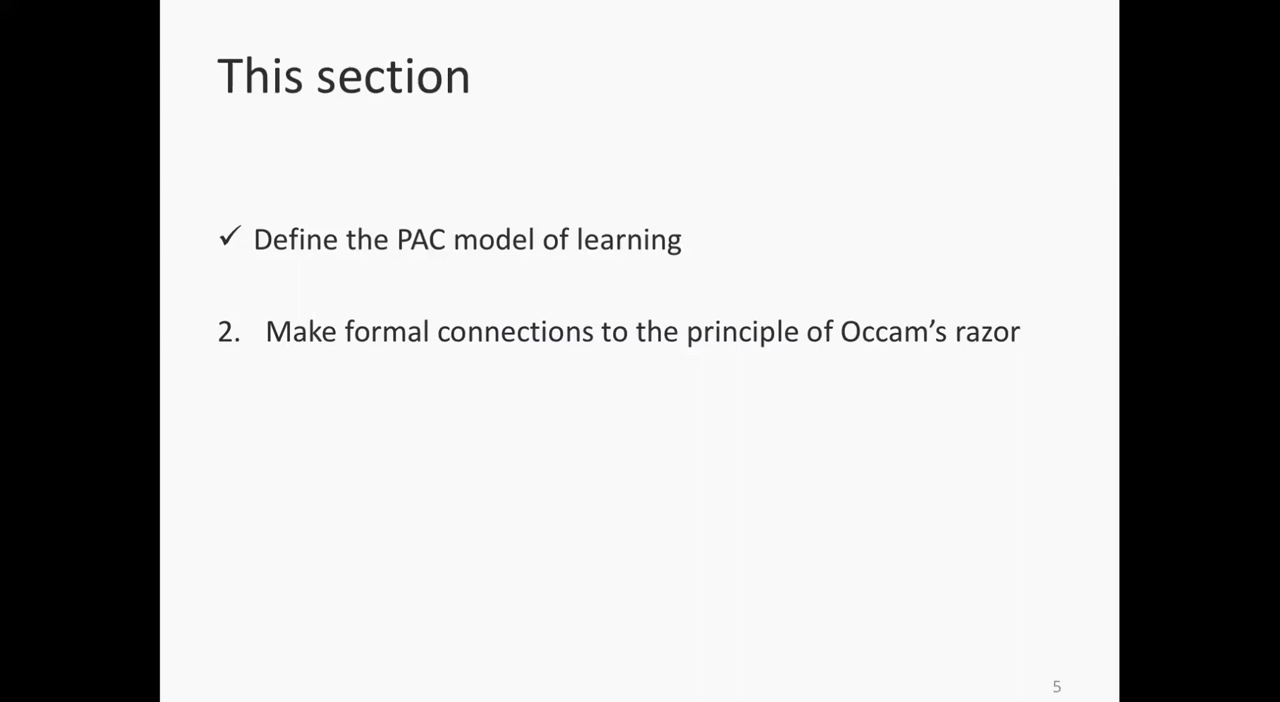 This section
✓ Define the PAC model of learning
2. Make formal connections to the principle of Occam’s razor
5